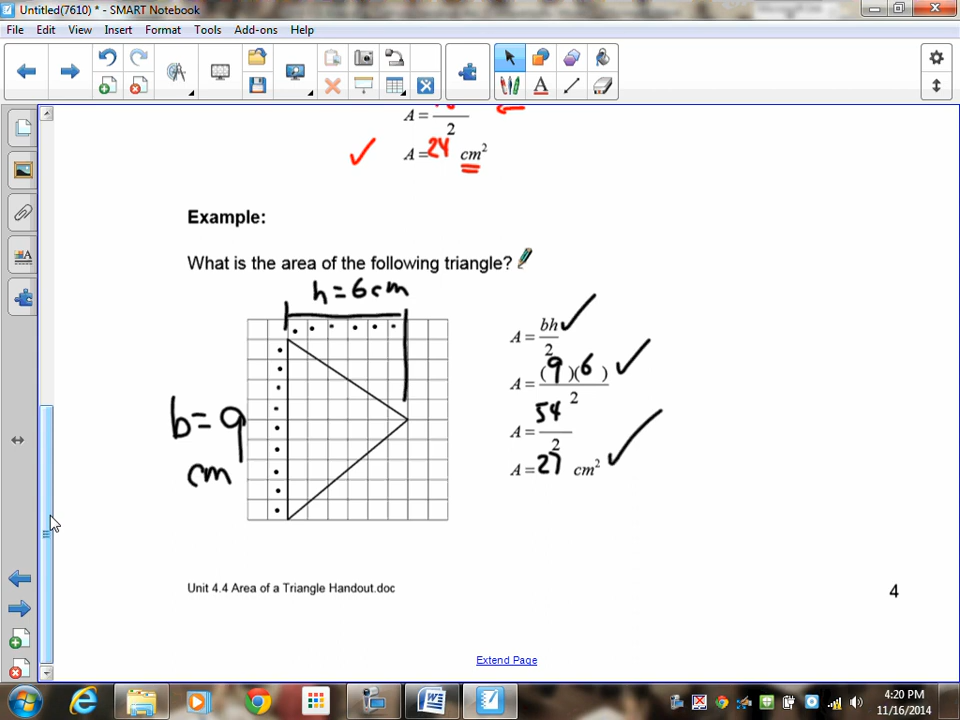 Untitled(7610) * - SMART Notebook
File Edit View Insert Format Tools Add-ons Help
A = 2
A = 24 cm²
Example:
What is the area of the following triangle?
h = 6 cm
b = 9
cm
A = bh/2
A = (9)(6)/2
A = 54/2
A = 27 cm²
Unit 4.4 Area of a Triangle Handout.doc
4
Extend Page
4:20 PM
11/16/2014